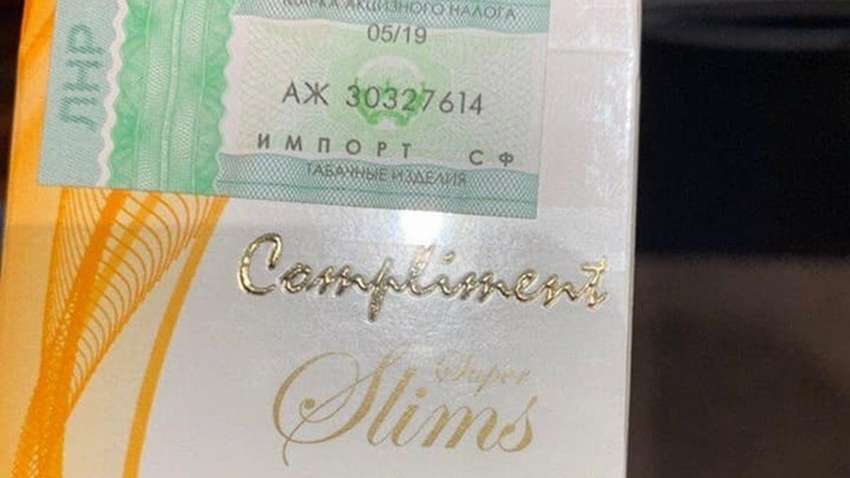 МАРКА АКЦИЗНОГО НАЛОГА
05/19
ЛНР
АЖ 30327614
ИМПОРТ СФ
ТАБАЧНЫЕ ИЗДЕЛИЯ
Compliment
Super
Slims